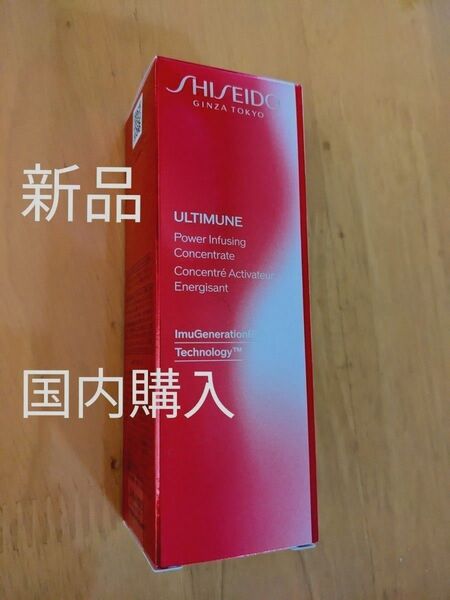 SHISEIDO
GINZA TOKYO
新品
ULTIMUNE
Power Infusing
Concentrate
Concentré Activateur
Energisant
ImuGeneration
Technology™
国内購入